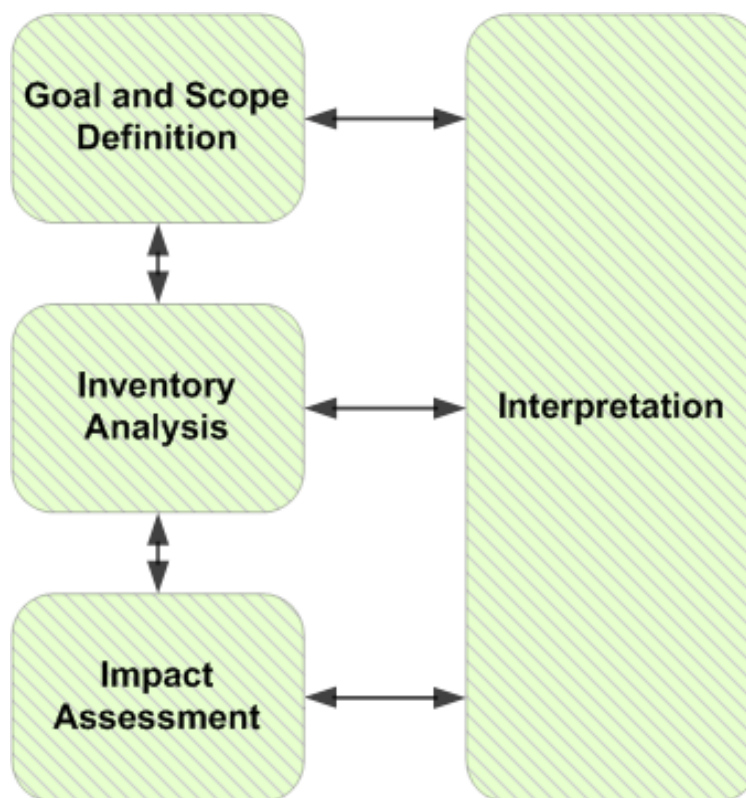 Goal and Scope
Definition
Inventory
Analysis
Interpretation
Impact
Assessment